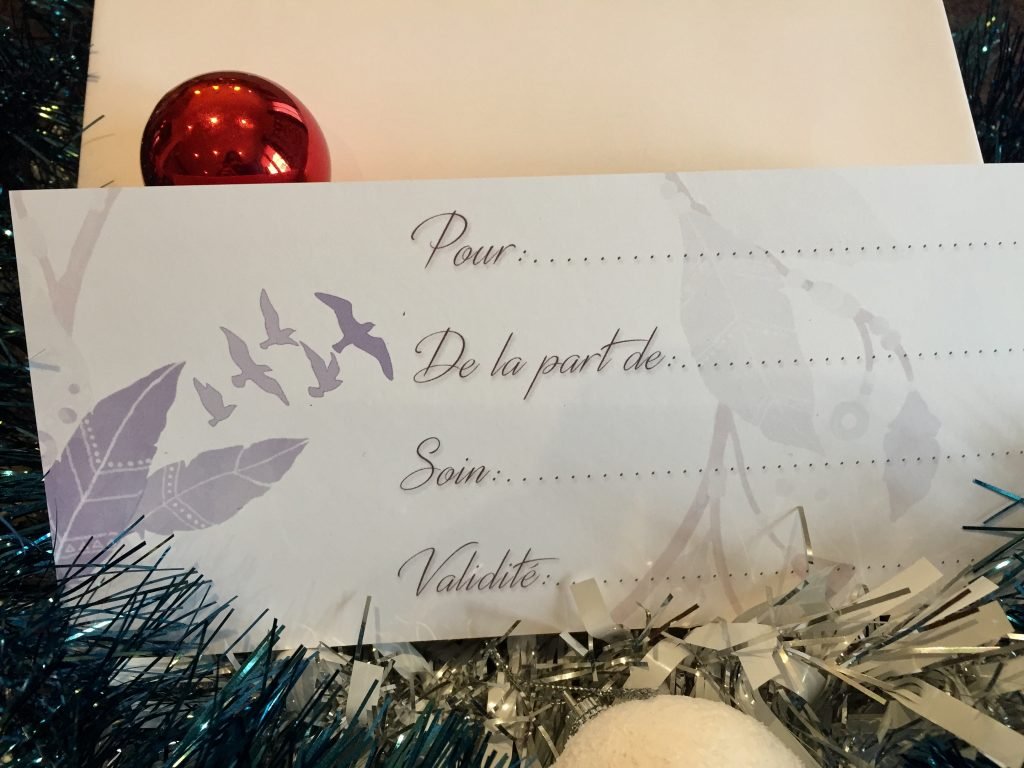 Pour:..............................
De la part de:......................
Soin:..............................
Validité:...........................